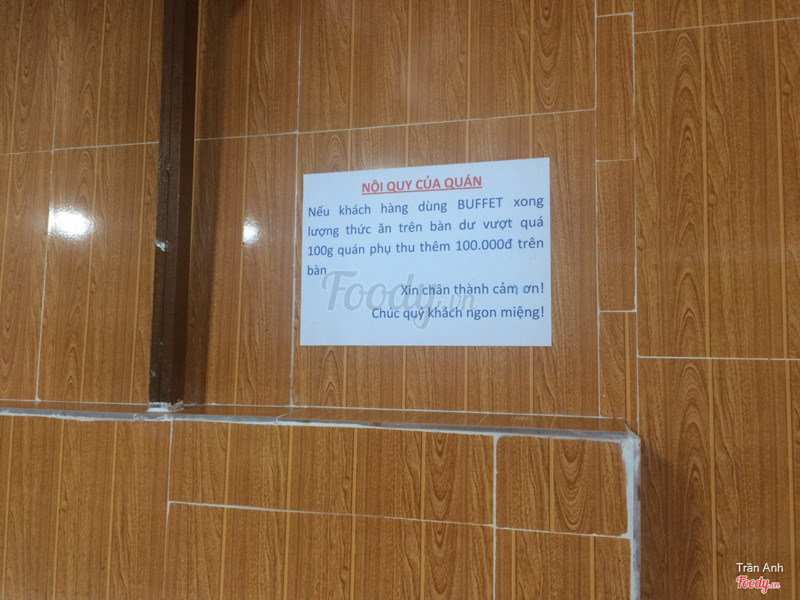 NỘI QUY CỦA QUÁN
Nếu khách hàng dùng BUFFET xong
lượng thức ăn trên bàn dư vượt quá
100g quán phụ thu thêm 100.000đ trên
bàn
Xin chân thành cảm ơn!
Chúc quý khách ngon miệng!
Foody.vn
Trần Anh
Foody.vn